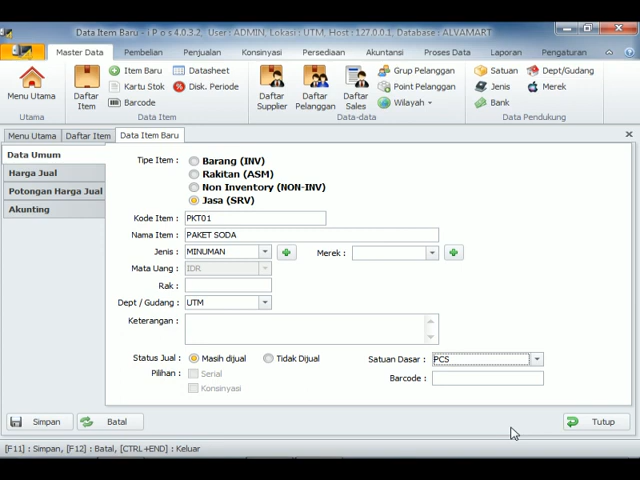 Data Item Baru - i P o s 4.0.3.2, User : ADMIN, Lokasi : UTM, Host : 127.0.0.1, Database : ALVAMART
Master Data Pembelian Penjualan Konsinyasi Persediaan Akuntansi Proses Data Laporan Pengaturan
Menu Utama
Utama
Daftar Item
Item Baru
Kartu Stok
Barcode
Datasheet
Disk. Periode
Data Item
Daftar Supplier
Daftar Pelanggan
Daftar Sales
Grup Pelanggan
Point Pelanggan
Wilayah
Data-data
Satuan
Jenis
Bank
Dept/Gudang
Merek
Data Pendukung
Menu Utama Daftar Item Data Item Baru
Data Umum
Harga Jual
Potongan Harga Jual
Akunting
Tipe Item : Barang (INV)
Rakitan (ASM)
Non Inventory (NON-INV)
Jasa (SRV)
Kode Item : PKT01
Nama Item : PAKET SODA
Jenis : MINUMAN Merek :
Mata Uang : IDR
Rak :
Dept / Gudang : UTM
Keterangan :
Status Jual : Masih dijual Tidak Dijual Satuan Dasar : PCS
Pilihan : Serial Barcode :
Konsinyasi
Simpan Batal Tutup
[F11] : Simpan, [F12] : Batal, [CTRL+END] : Keluar